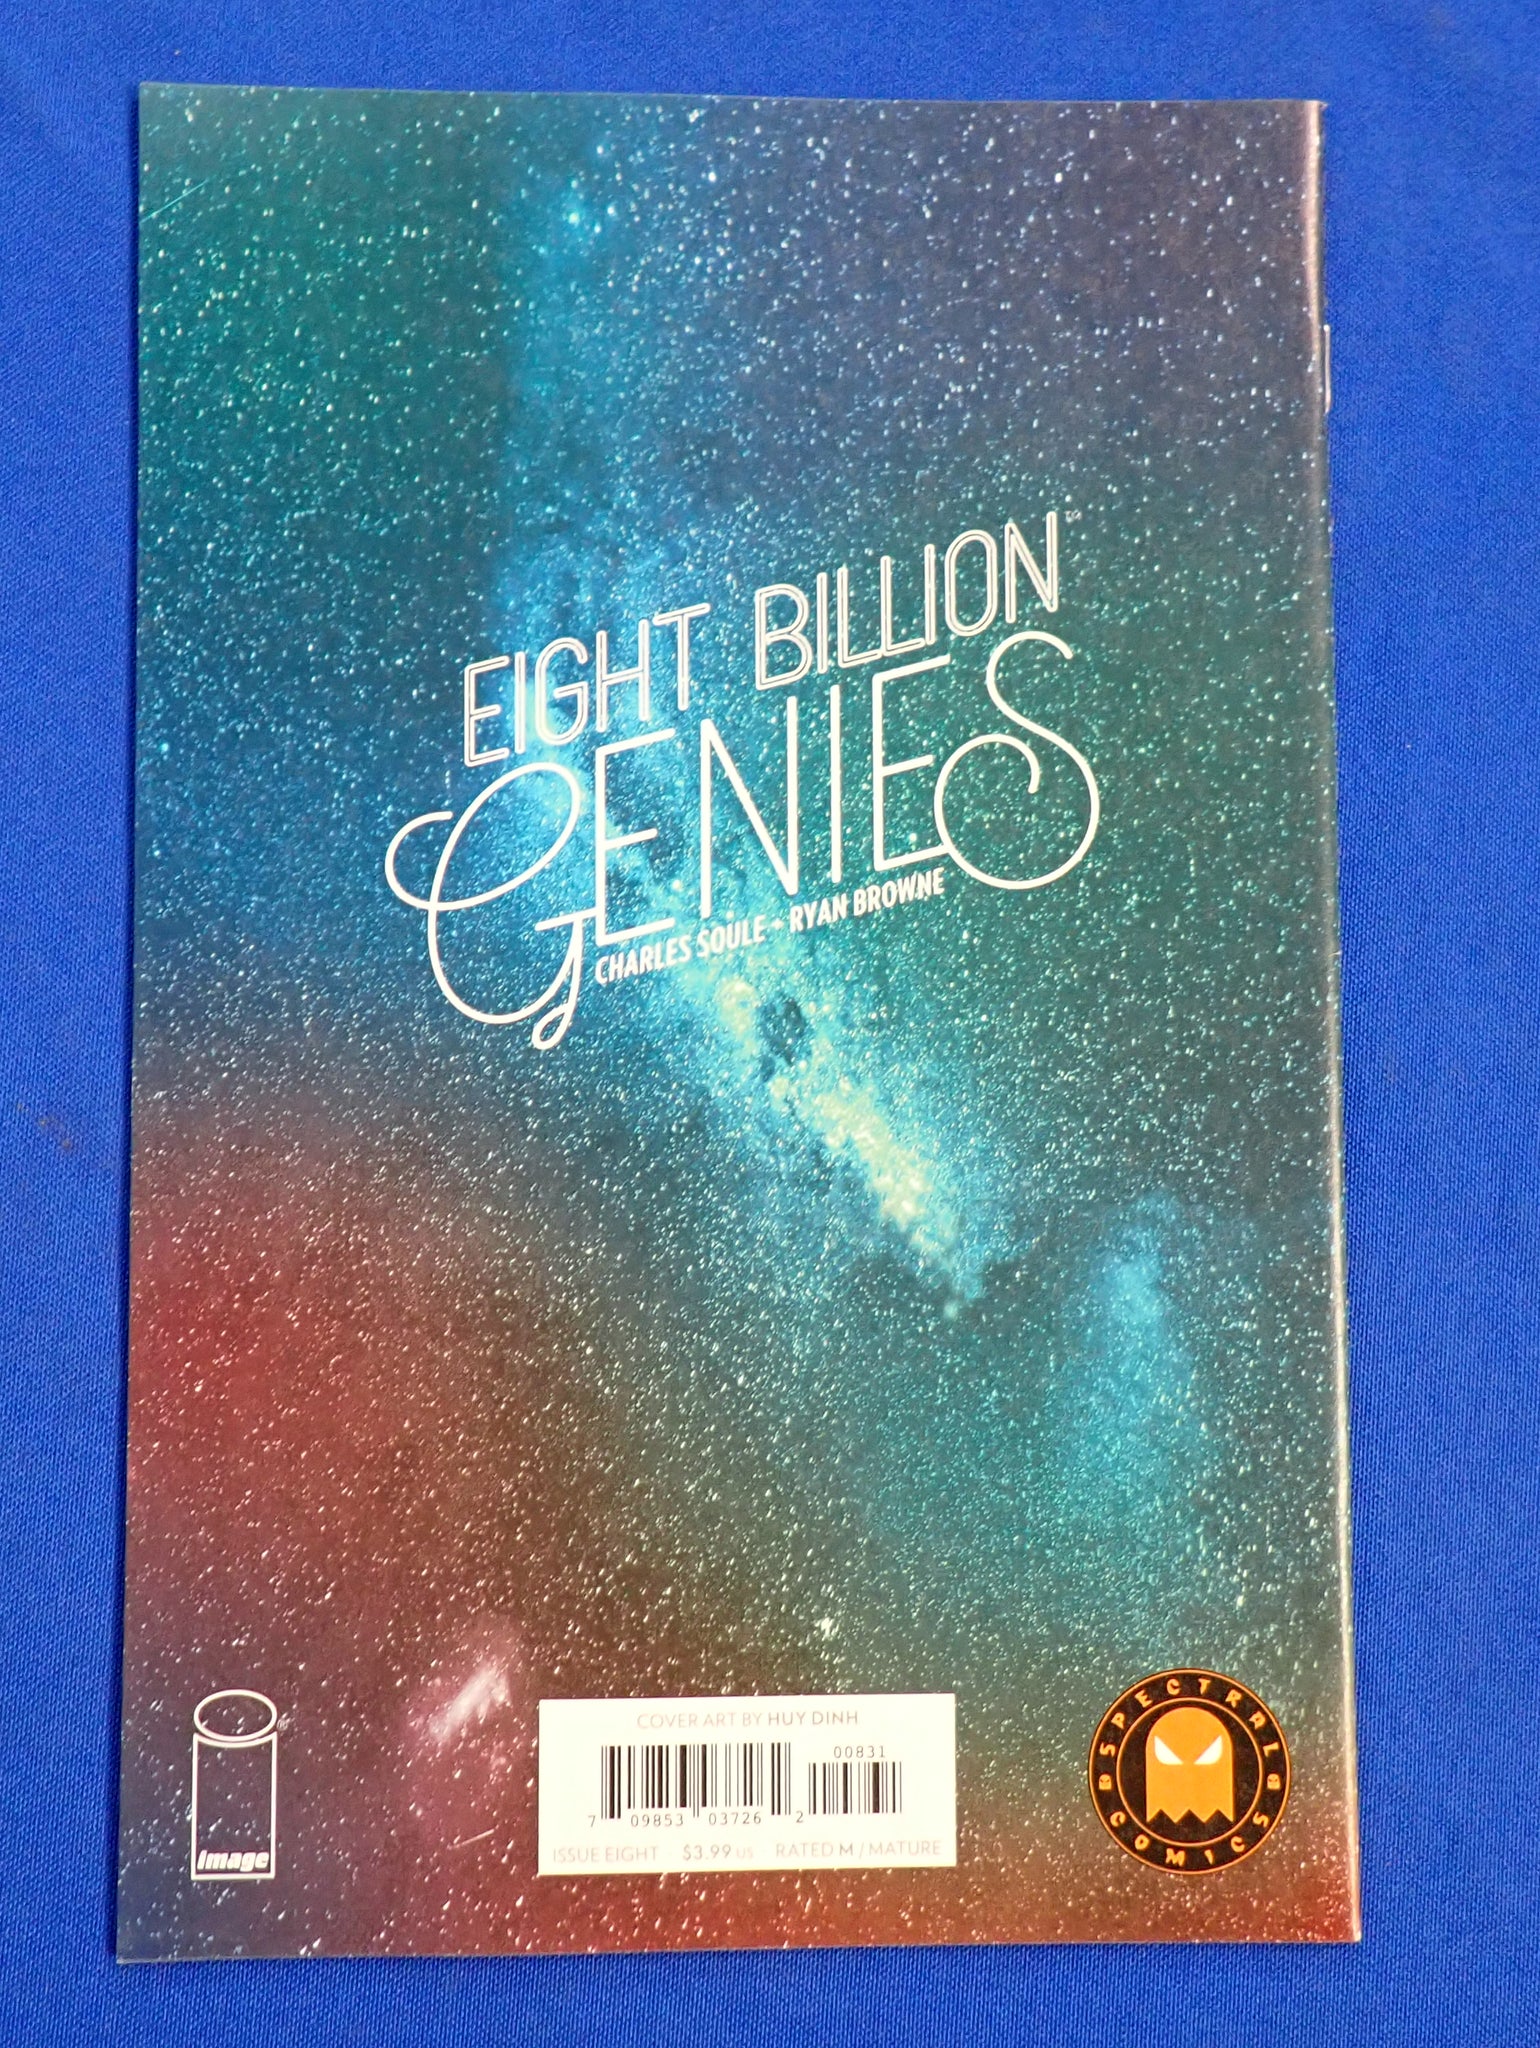 EIGHT BILLION
GENIES
CHARLES SOULE + RYAN BROWNE
image
COVER ART BY HUY DINH
00831
7 09853 03726 2
ISSUE EIGHT · $3.99 US · RATED M / MATURE
SPECTRAL
COMICS